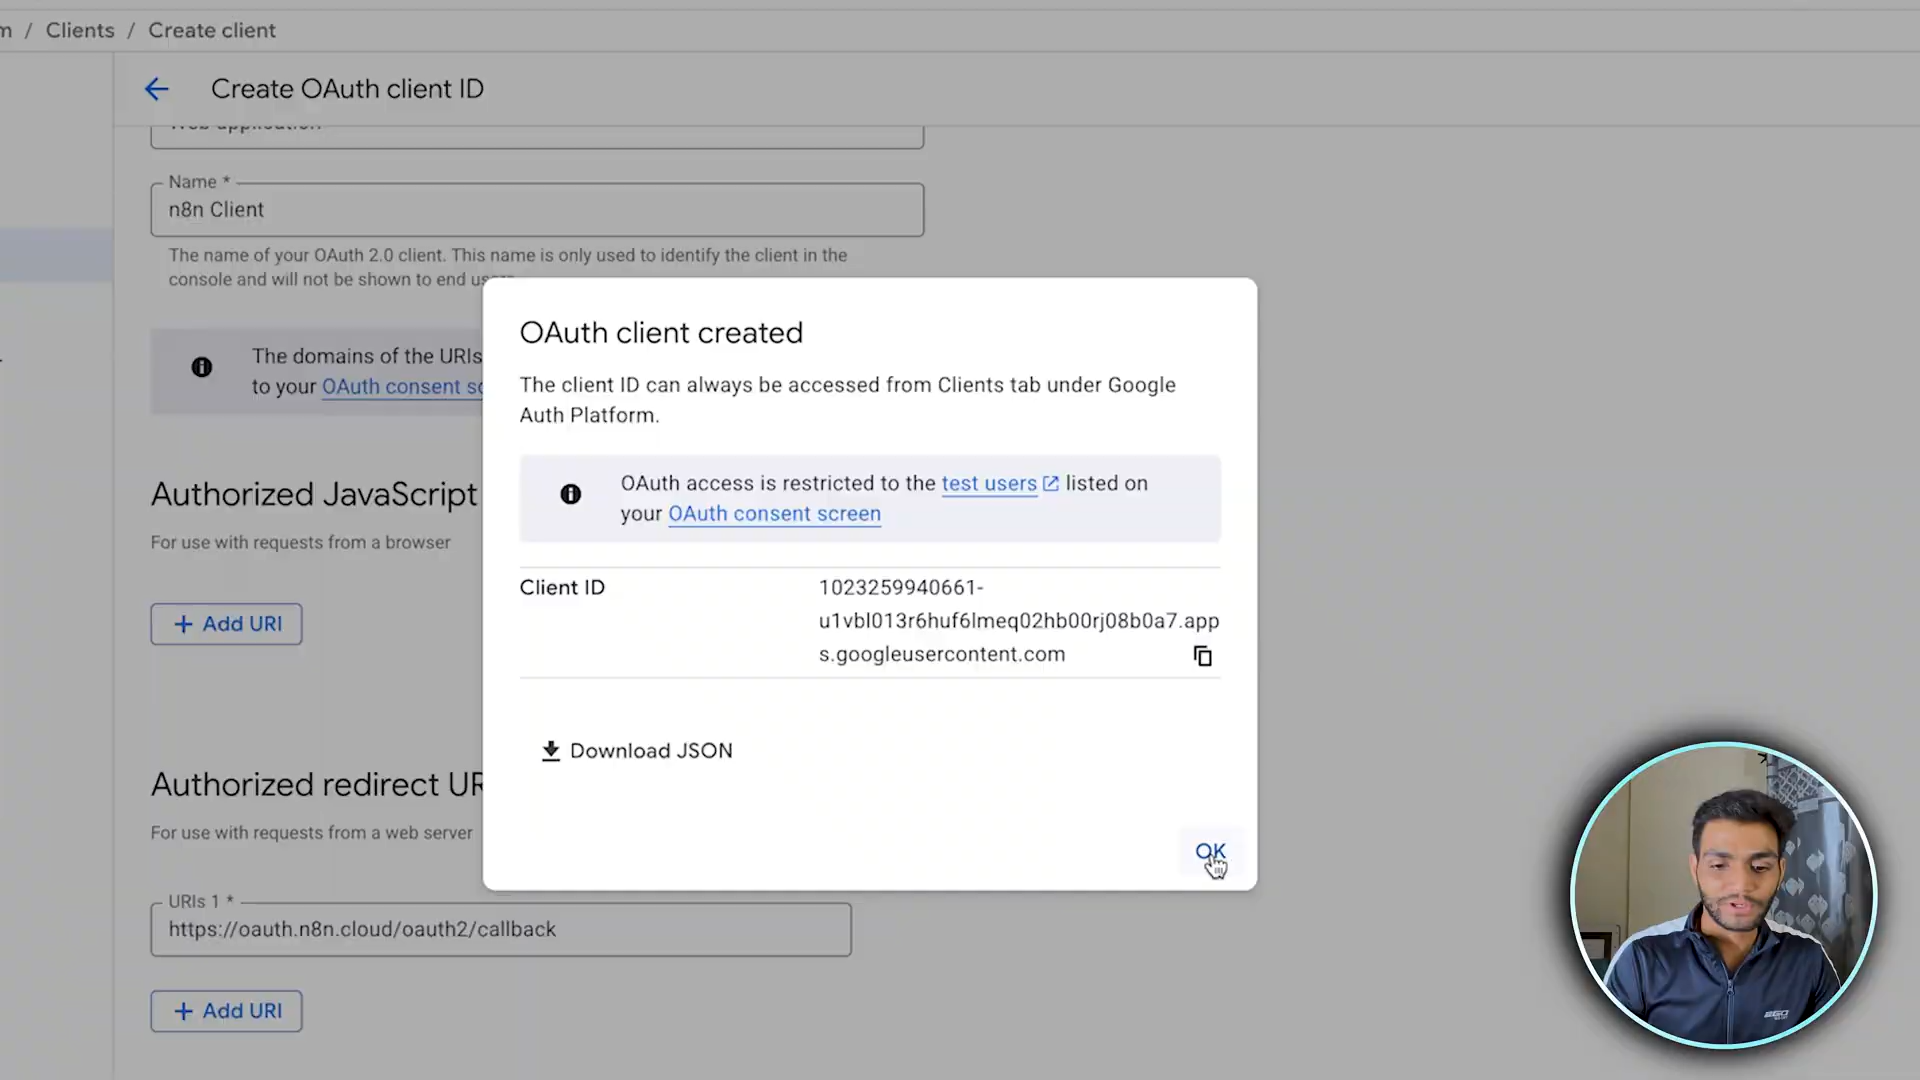 m / Clients / Create client
Create OAuth client ID
Web application
Name *
n8n Client
The name of your OAuth 2.0 client. This name is only used to identify the client in the
console and will not be shown to end users.
The domains of the URIs
to your OAuth consent sc
OAuth client created
The client ID can always be accessed from Clients tab under Google
Auth Platform.
OAuth access is restricted to the test users listed on
your OAuth consent screen
Client ID
1023259940661-
u1vbl013r6huf6lmeq02hb00rj08b0a7.app
s.googleusercontent.com
Download JSON
OK
Authorized JavaScript
For use with requests from a browser
+ Add URI
Authorized redirect UR
For use with requests from a web server
URIs 1 *
https://oauth.n8n.cloud/oauth2/callback
+ Add URI